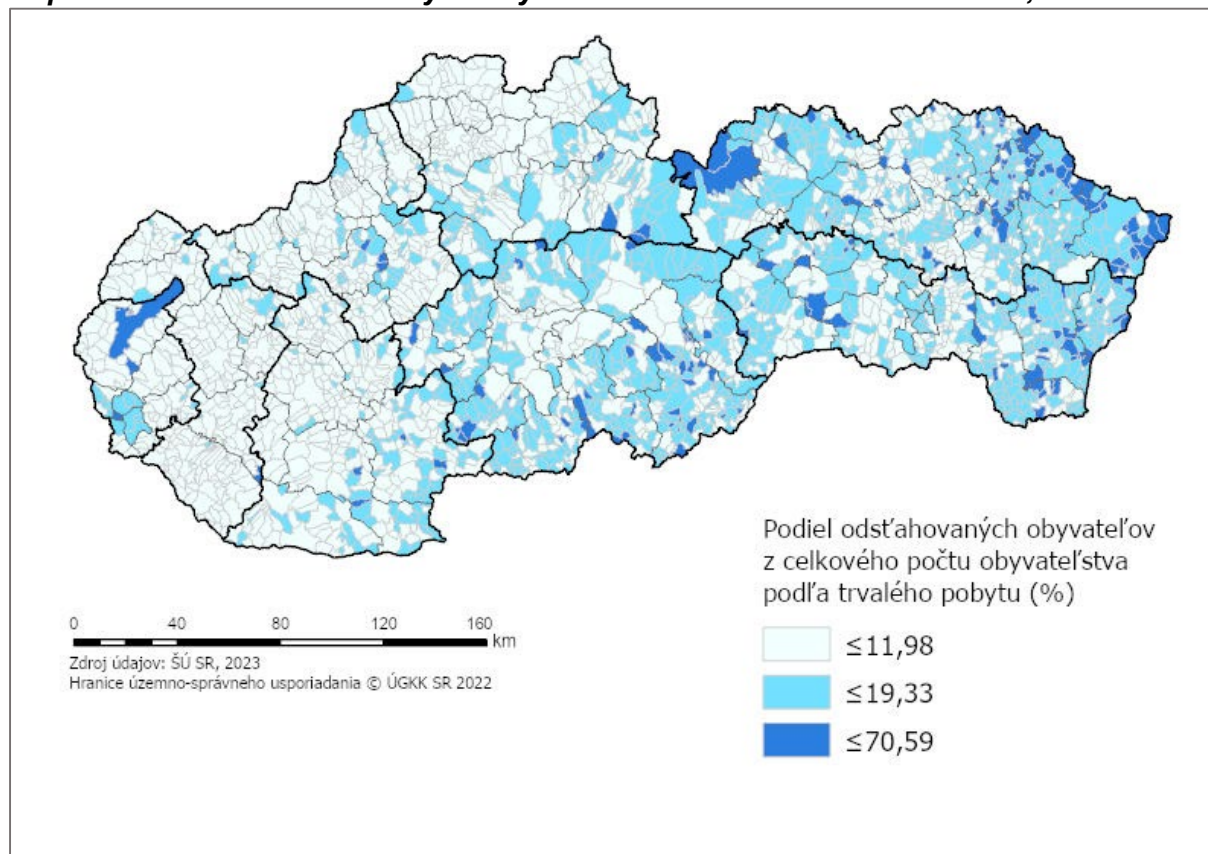 Podiel odsťahovaných obyvateľov
z celkového počtu obyvateľstva
podľa trvalého pobytu (%)
≤11,98
≤19,33
≤70,59
0 40 80 120 160
km
Zdroj údajov: ŠÚ SR, 2023
Hranice územno-správneho usporiadania © ÚGKK SR 2022